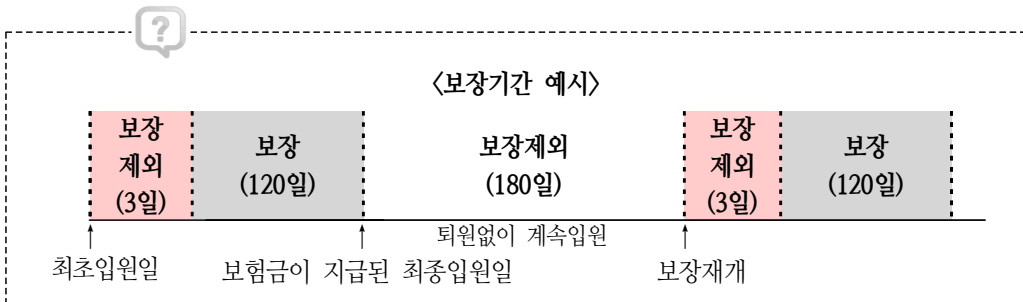 ?
〈보장기간 예시〉
보장
제외
(3일)
보장
(120일)
보장제외
(180일)
보장
제외
(3일)
보장
(120일)
퇴원없이 계속입원
최초입원일
보험금이 지급된 최종입원일
보장재개